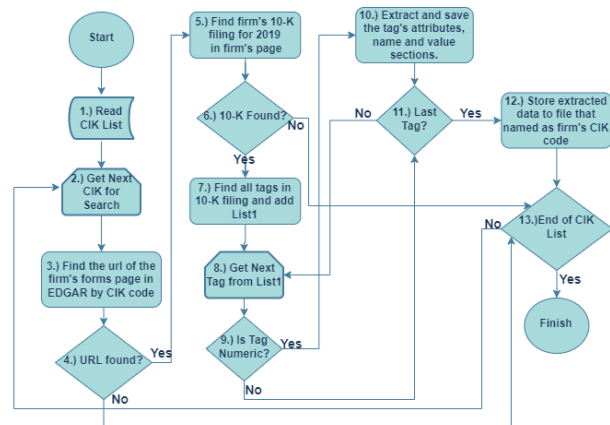 Start
1.) Read
CIK List
2.) Get Next
CIK for
Search
3.) Find the url of the
firm's forms page in
EDGAR by CIK code
4.) URL found?
Yes
No
5.) Find firm's 10-K
filing for 2019
in firm's page
6.) 10-K Found?
No
Yes
7.) Find all tags in
10-K filing and add
List1
8.) Get Next
Tag from List1
9.) Is Tag
Numeric?
Yes
No
10.) Extract and save
the tag's attributes,
name and value
sections.
11.) Last
Tag?
No
Yes
12.) Store extracted
data to file that
named as firm's CIK
code
13.)End of CIK
List
No
Yes
Finish